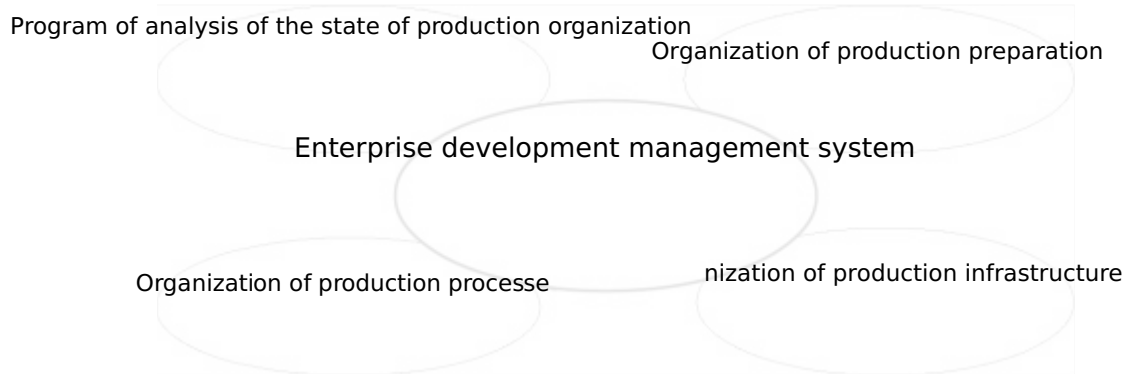 Program of analysis of the state of production organization
Organization of production preparation
Enterprise development management system
Organization of production processe
nization of production infrastructure